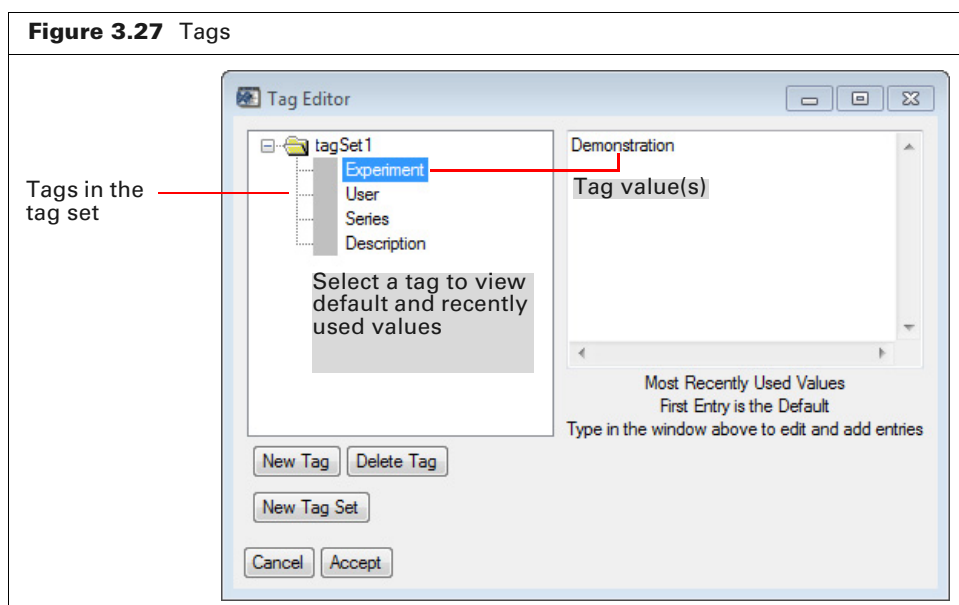 Figure 3.27 Tags
Tag Editor
Tags in the
tag set
tagSet1
Experiment
User
Series
Description
Select a tag to view
default and recently
used values
Demonstration
Tag value(s)
Most Recently Used Values
First Entry is the Default
Type in the window above to edit and add entries
New Tag
Delete Tag
New Tag Set
Cancel
Accept